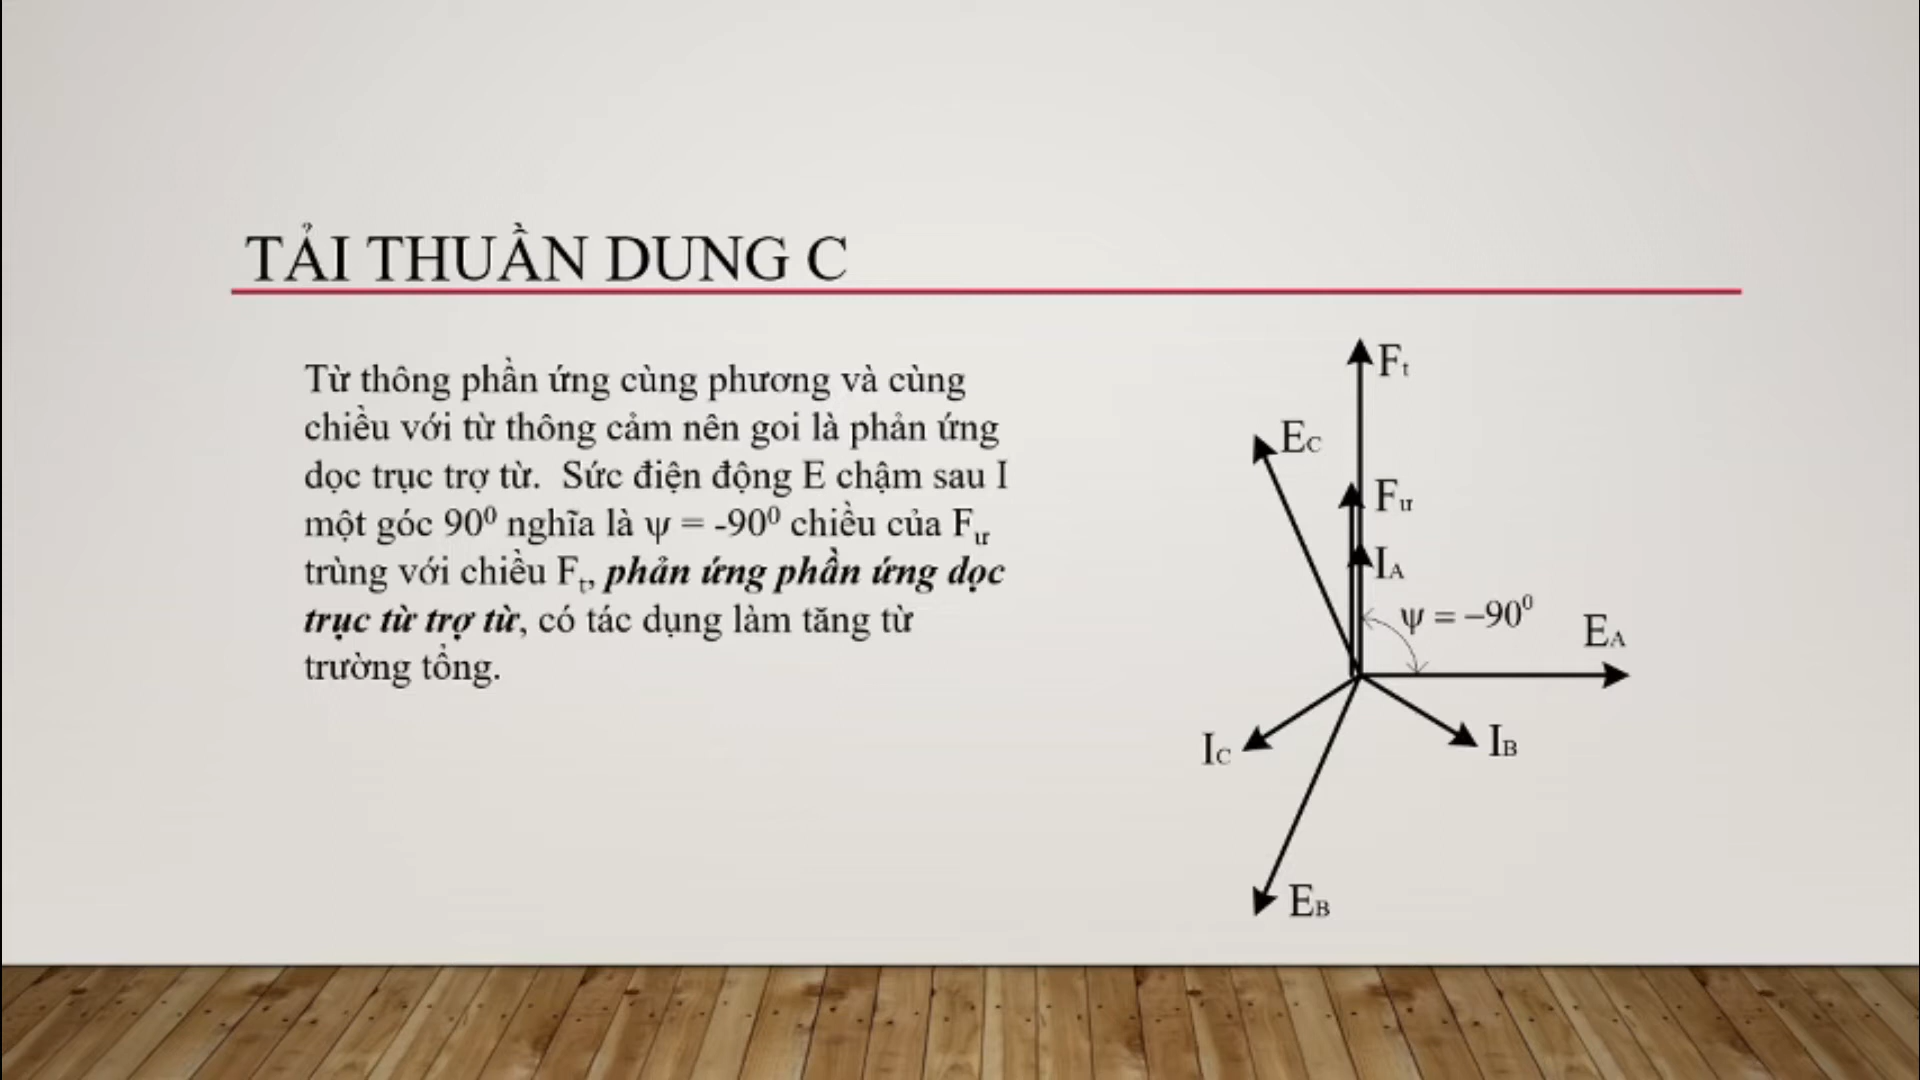 TẢI THUẦN DUNG C
Từ thông phần ứng cùng phương và cùng
chiều với từ thông cảm nên goi là phản ứng
dọc trục trợ từ.  Sức điện động E chậm sau I
một góc 90⁰ nghĩa là ψ = -90⁰ chiều của Fư
trùng với chiều Ft, phản ứng phần ứng dọc
trục từ trợ từ, có tác dụng làm tăng từ
trường tổng.
Ft
EC
Fư
IA
ψ = –90⁰
EA
IC
IB
EB